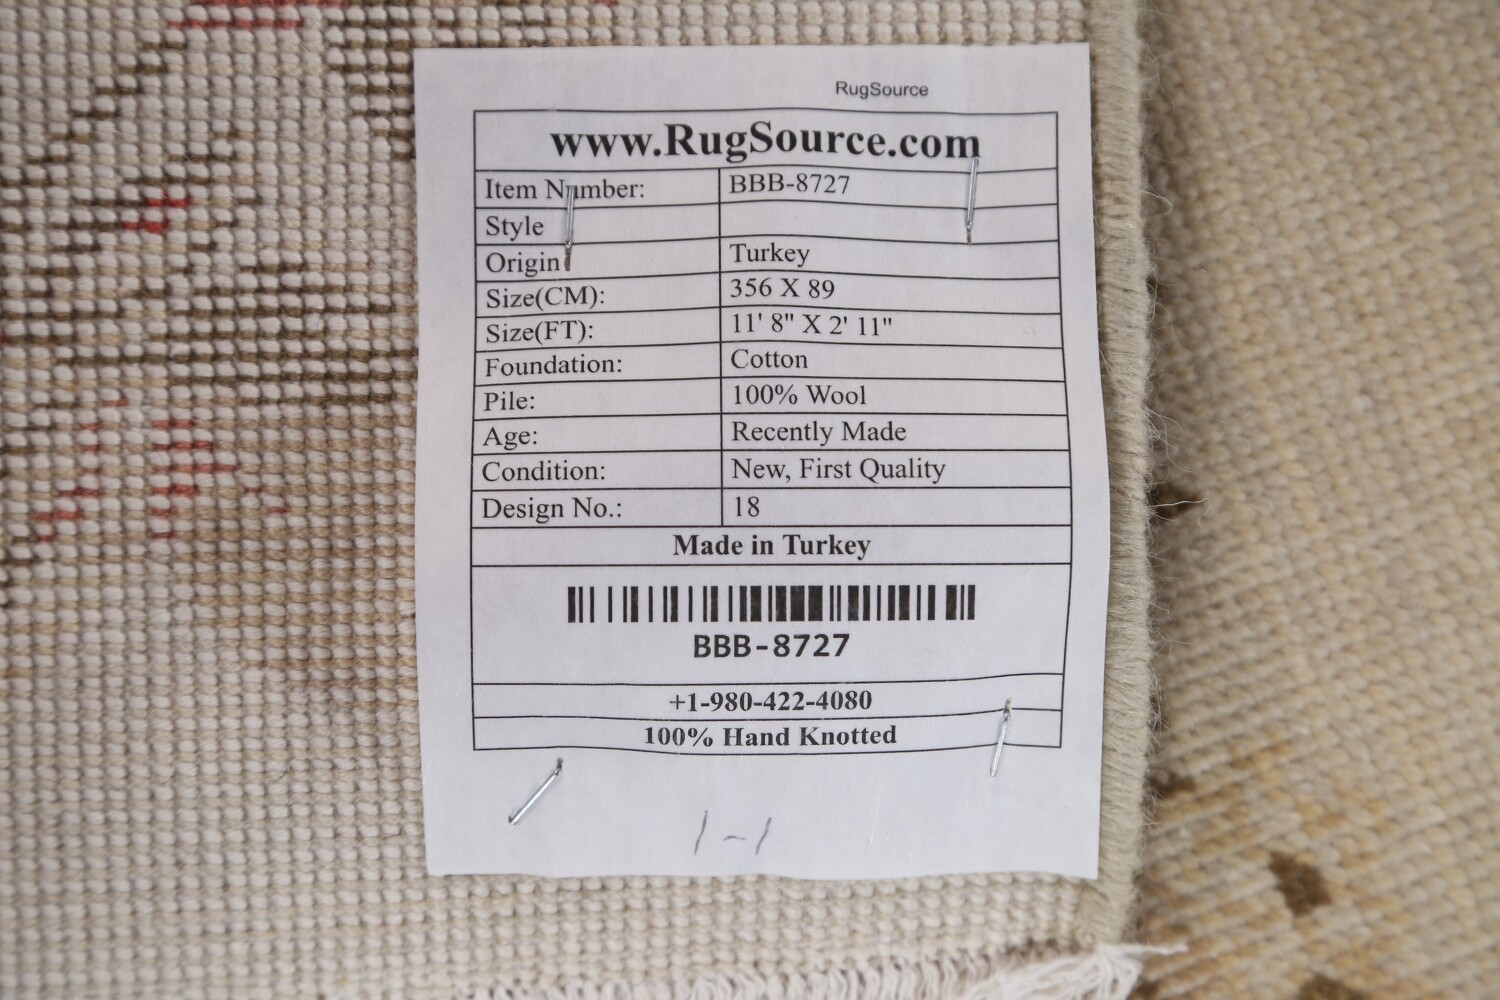 RugSource
www.RugSource.com
Item Number: BBB-8727
Style
Origin Turkey
Size(CM): 356 X 89
Size(FT): 11' 8" X 2' 11"
Foundation: Cotton
Pile: 100% Wool
Age: Recently Made
Condition: New, First Quality
Design No.: 18
Made in Turkey
BBB-8727
+1-980-422-4080
100% Hand Knotted
1-1